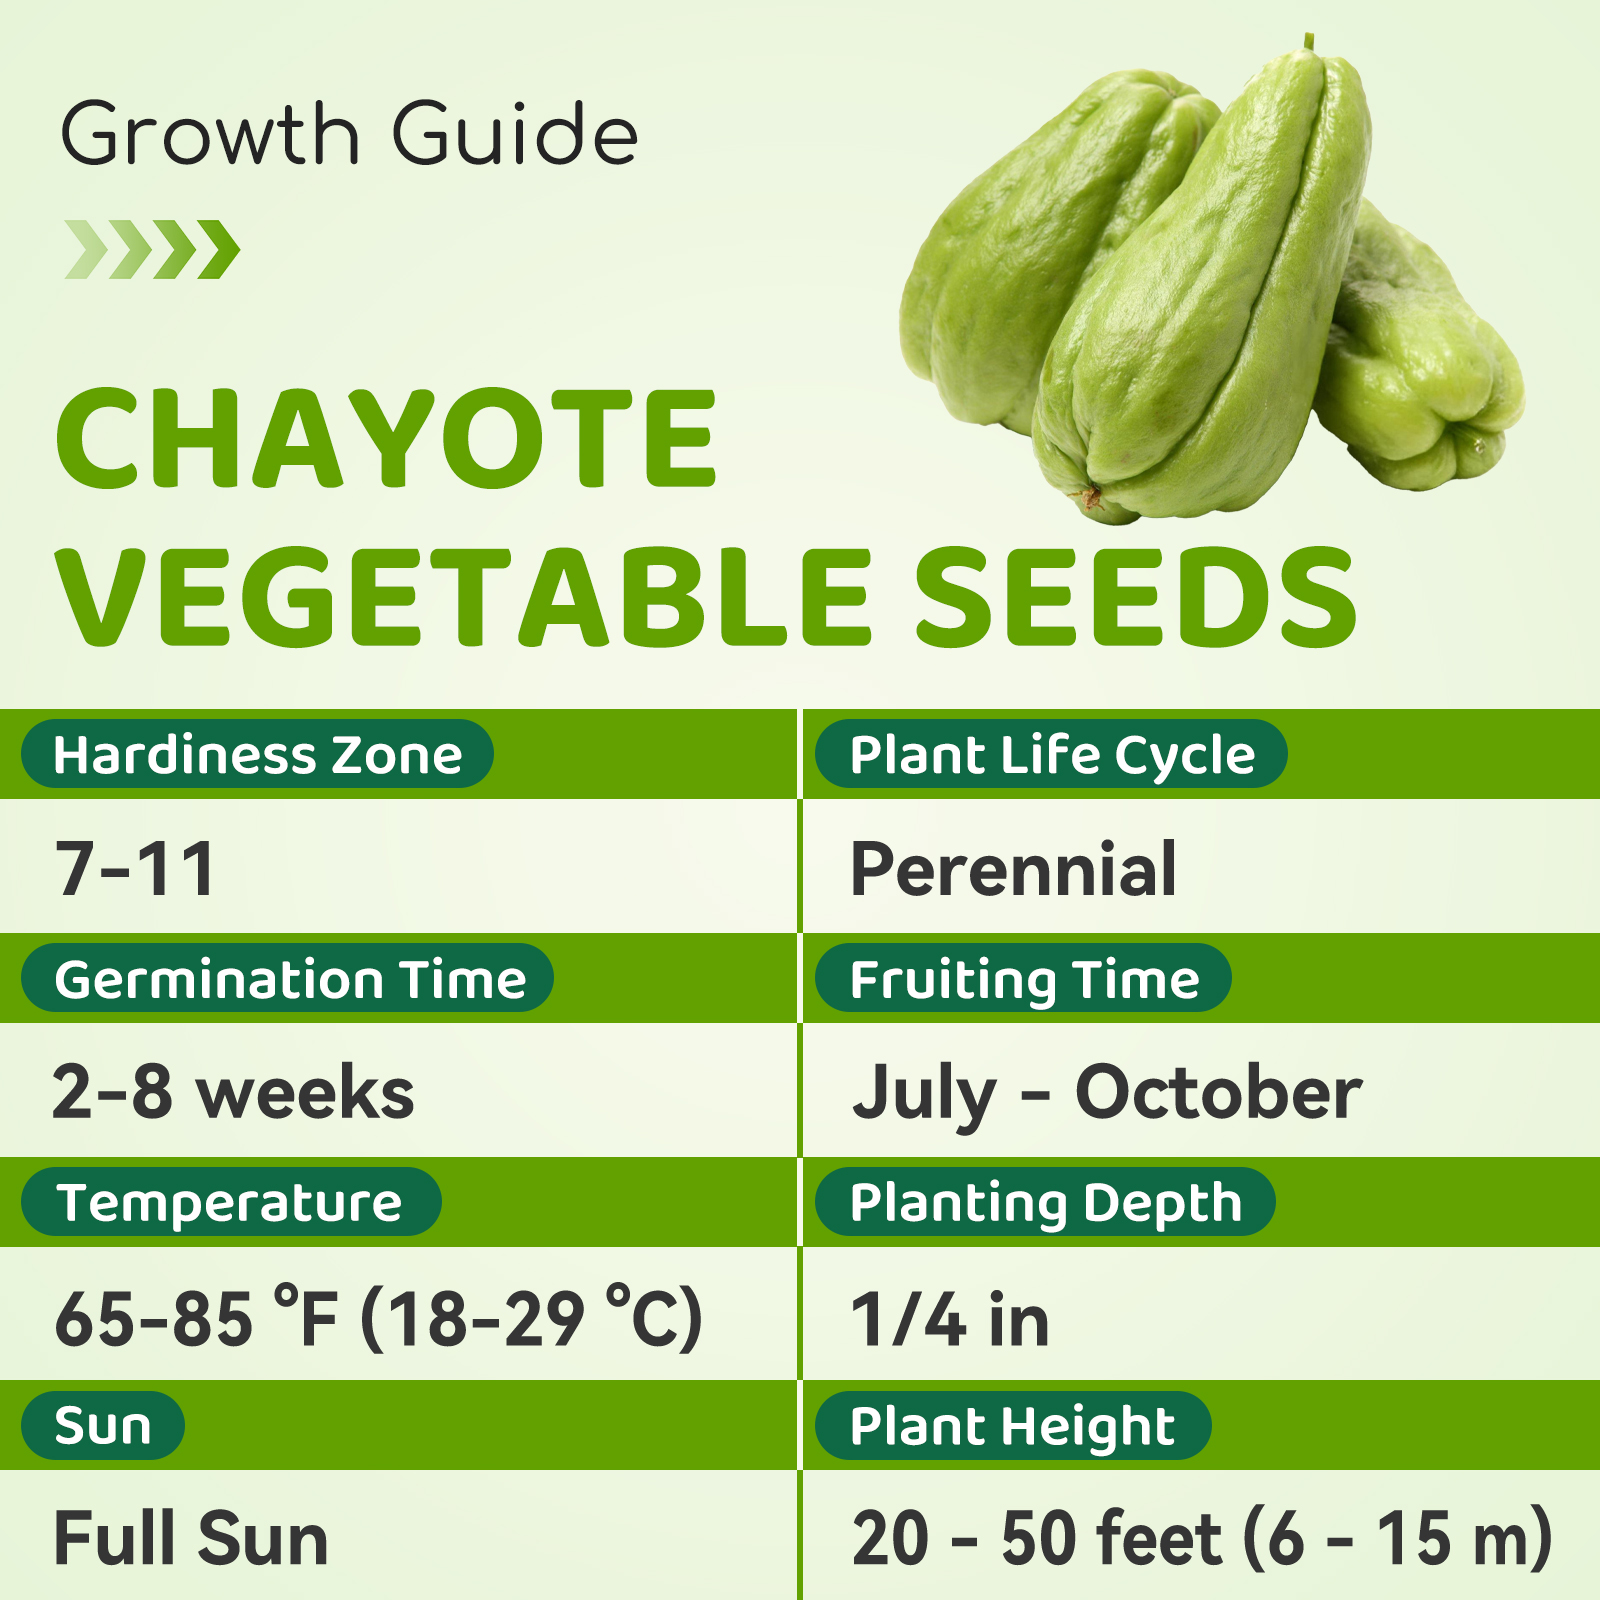 Growth Guide
CHAYOTE
VEGETABLE SEEDS
Hardiness Zone
Plant Life Cycle
7-11
Perennial
Germination Time
Fruiting Time
2-8 weeks
July - October
Temperature
Planting Depth
65-85 °F (18-29 °C)
1/4 in
Sun
Plant Height
Full Sun
20 - 50 feet (6 - 15 m)